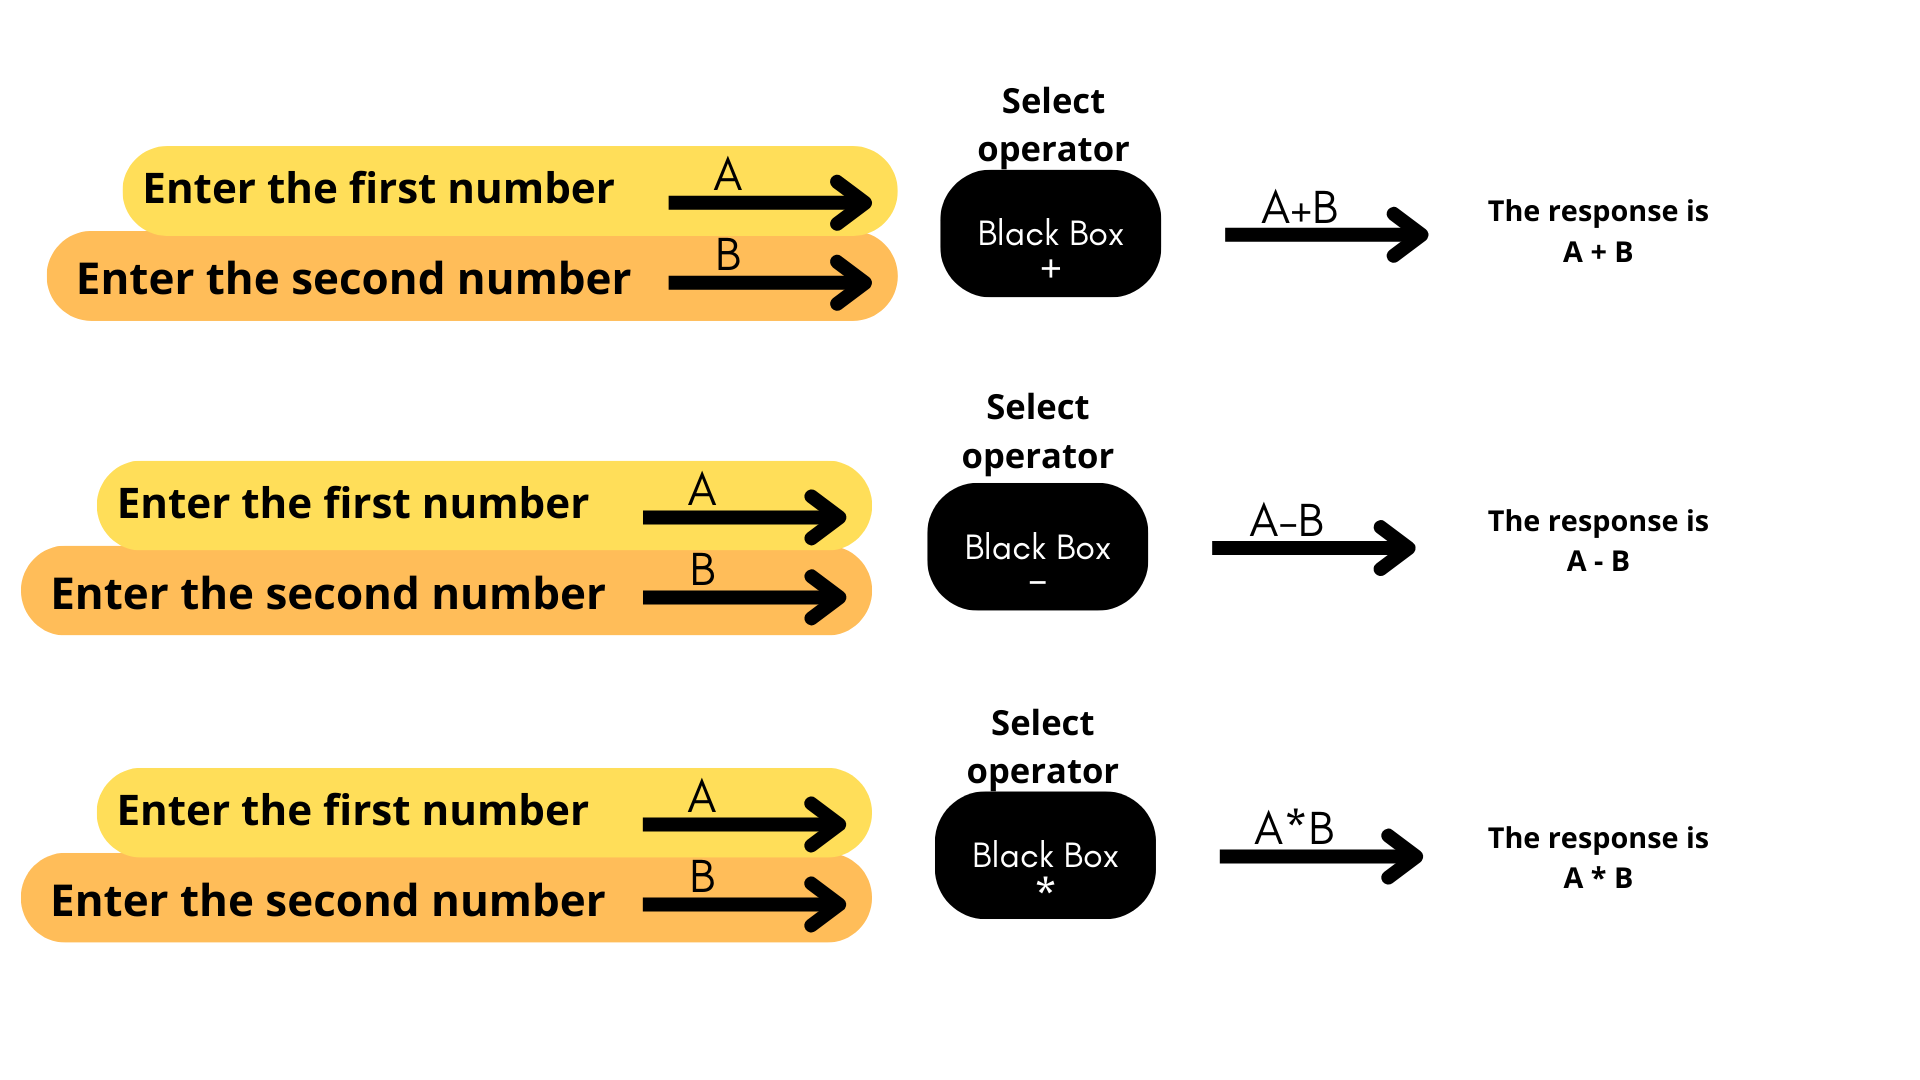 Select
operator
Enter the first number
A
Enter the second number
B
Black Box
+
A+B
The response is
A + B
Select
operator
Enter the first number
A
Enter the second number
B
Black Box
-
A-B
The response is
A - B
Select
operator
Enter the first number
A
Enter the second number
B
Black Box
*
A*B
The response is
A * B